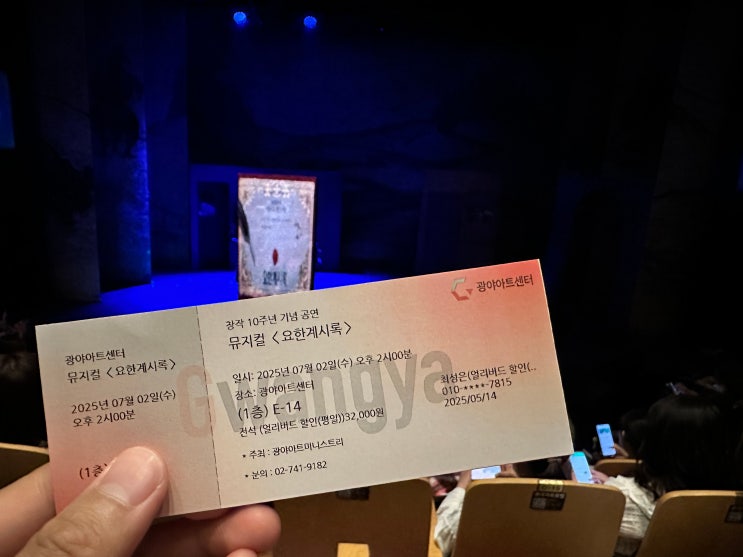 광야아트센터
뮤지컬 <요한계시록>
2025년 07월 02일(수)
오후 2시00분
(1층)
광야아트센터
창작 10주년 기념 공연
뮤지컬 <요한계시록>
일시: 2025년 07월 02일(수) 오후 2시00분
장소: 광야아트센터
(1층) E-14
전석 (얼리버드 할인(평일))32,000원
* 주최 : 광야아트미니스트리
* 문의 : 02-741-9182
최성은(얼리버드 할인(..
010-****-7815
2025/05/14
Gwangya
요한계시록